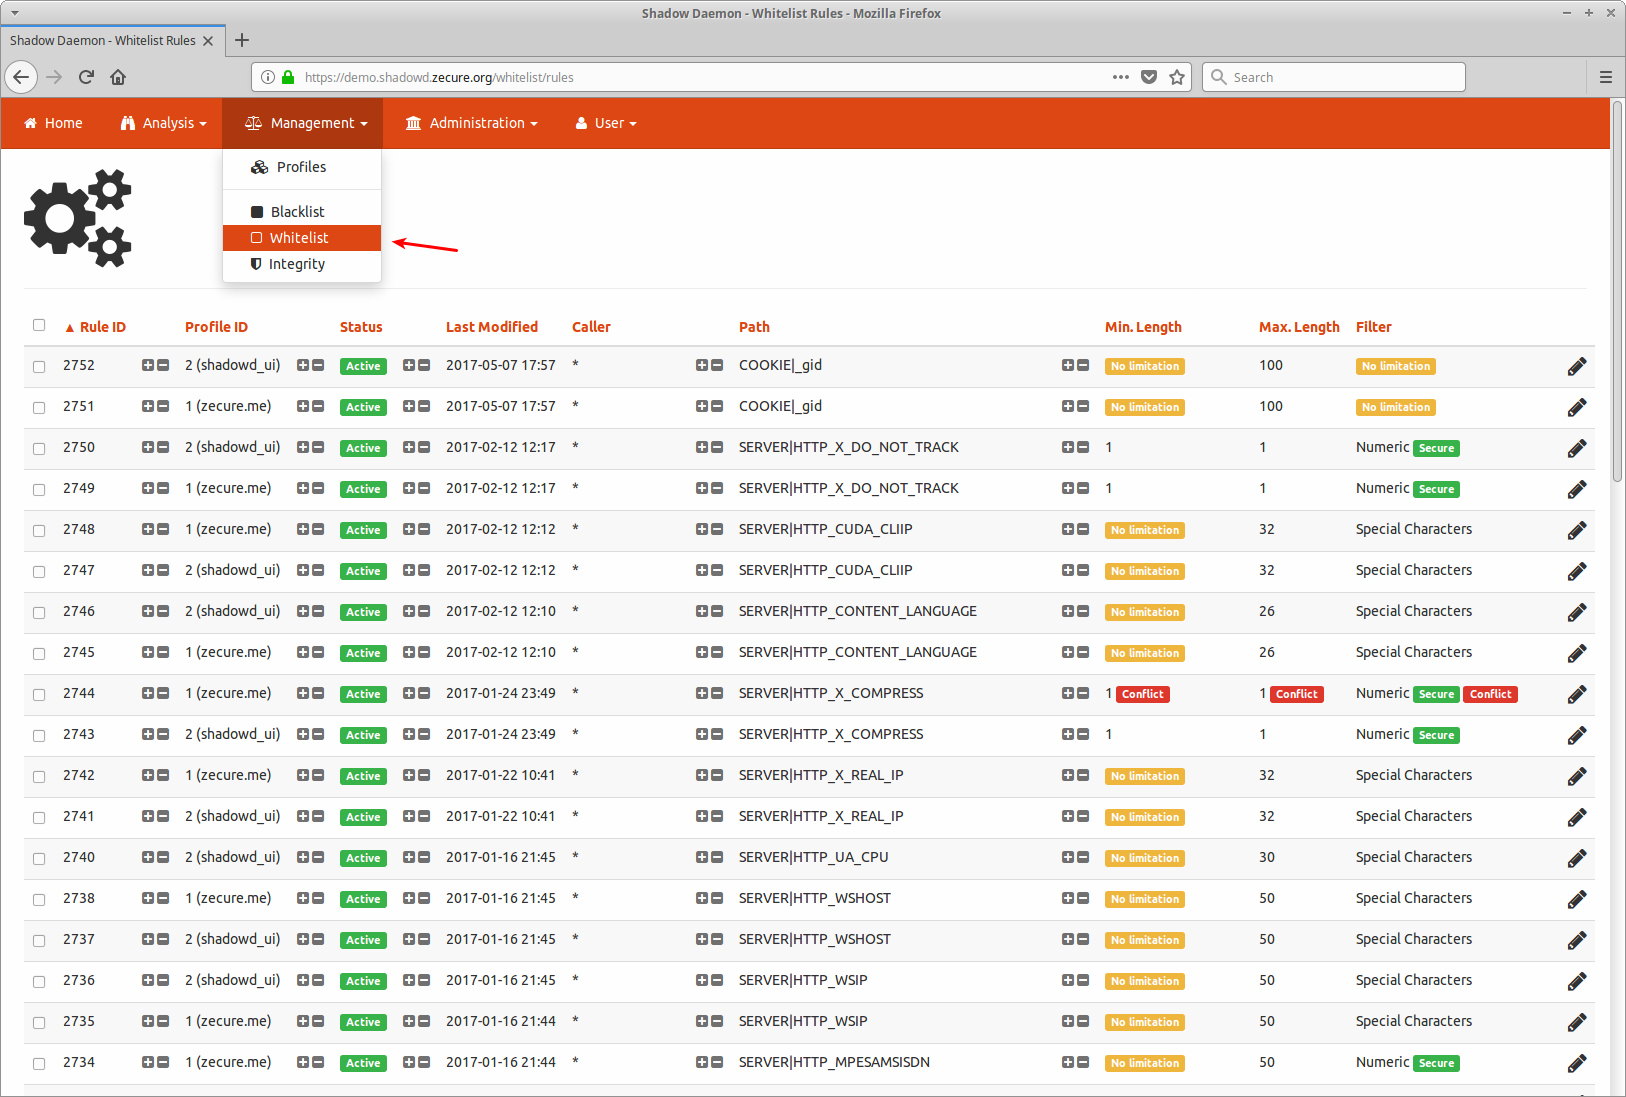 Shadow Daemon - Whitelist Rules - Mozilla Firefox
Shadow Daemon - Whitelist Rules
https://demo.shadowd.zecure.org/whitelist/rules
Search
Home Analysis Management Administration User
Profiles
Blacklist
Whitelist
Integrity
▲ Rule ID Profile ID Status Last Modified Caller Path Min. Length Max. Length Filter
2752 2 (shadowd_ui) Active 2017-05-07 17:57 * COOKIE|_gid No limitation 100 No limitation
2751 1 (zecure.me) Active 2017-05-07 17:57 * COOKIE|_gid No limitation 100 No limitation
2750 2 (shadowd_ui) Active 2017-02-12 12:17 * SERVER|HTTP_X_DO_NOT_TRACK 1 1 Numeric Secure
2749 1 (zecure.me) Active 2017-02-12 12:17 * SERVER|HTTP_X_DO_NOT_TRACK 1 1 Numeric Secure
2748 1 (zecure.me) Active 2017-02-12 12:12 * SERVER|HTTP_CUDA_CLIIP No limitation 32 Special Characters
2747 2 (shadowd_ui) Active 2017-02-12 12:12 * SERVER|HTTP_CUDA_CLIIP No limitation 32 Special Characters
2746 2 (shadowd_ui) Active 2017-02-12 12:10 * SERVER|HTTP_CONTENT_LANGUAGE No limitation 26 Special Characters
2745 1 (zecure.me) Active 2017-02-12 12:10 * SERVER|HTTP_CONTENT_LANGUAGE No limitation 26 Special Characters
2744 1 (zecure.me) Active 2017-01-24 23:49 * SERVER|HTTP_X_COMPRESS 1 Conflict 1 Conflict Numeric Secure Conflict
2743 2 (shadowd_ui) Active 2017-01-24 23:49 * SERVER|HTTP_X_COMPRESS 1 1 Numeric Secure
2742 1 (zecure.me) Active 2017-01-22 10:41 * SERVER|HTTP_X_REAL_IP No limitation 32 Special Characters
2741 2 (shadowd_ui) Active 2017-01-22 10:41 * SERVER|HTTP_X_REAL_IP No limitation 32 Special Characters
2740 2 (shadowd_ui) Active 2017-01-16 21:45 * SERVER|HTTP_UA_CPU No limitation 30 Special Characters
2738 1 (zecure.me) Active 2017-01-16 21:45 * SERVER|HTTP_WSHOST No limitation 50 Special Characters
2737 2 (shadowd_ui) Active 2017-01-16 21:45 * SERVER|HTTP_WSHOST No limitation 50 Special Characters
2736 2 (shadowd_ui) Active 2017-01-16 21:45 * SERVER|HTTP_WSIP No limitation 50 Special Characters
2735 1 (zecure.me) Active 2017-01-16 21:44 * SERVER|HTTP_WSIP No limitation 50 Special Characters
2734 1 (zecure.me) Active 2017-01-16 21:44 * SERVER|HTTP_MPESAMSISDN No limitation 50 Numeric Secure